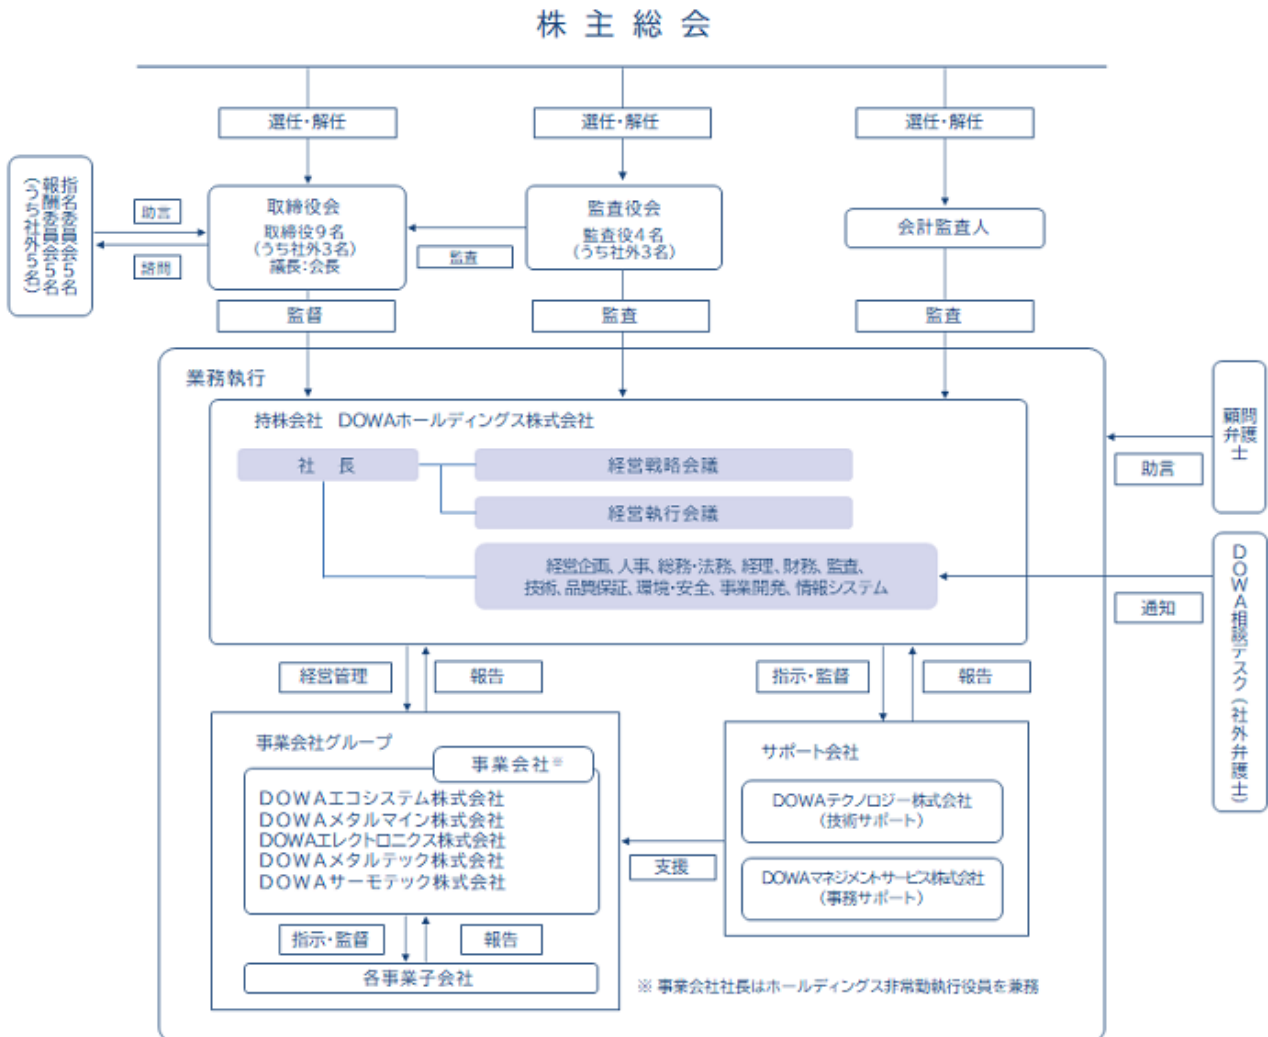 株主総会
選任・解任
選任・解任
選任・解任
指名委員会5名
報酬委員会5名
(うち社外5名)
助言
諮問
取締役会
取締役9名
(うち社外3名)
議長:会長
監査
監査役会
監査役4名
(うち社外3名)
会計監査人
監督
監査
監査
業務執行
持株会社 DOWAホールディングス株式会社
社 長
経営戦略会議
経営執行会議
経営企画、人事、総務・法務、経理、財務、監査、
技術、品質保証、環境・安全、事業開発、情報システム
顧問
弁護
士
助言
DOWA相談デスク(社外弁護士)
通知
経営管理
報告
指示・監督
報告
事業会社グループ
事業会社※
DOWAエコシステム株式会社
DOWAメタルマイン株式会社
DOWAエレクトロニクス株式会社
DOWAメタルテック株式会社
DOWAサーモテック株式会社
指示・監督
報告
各事業子会社
支援
サポート会社
DOWAテクノロジー株式会社
(技術サポート)
DOWAマネジメントサービス株式会社
(事務サポート)
※ 事業会社社長はホールディングス非常勤執行役員を兼務